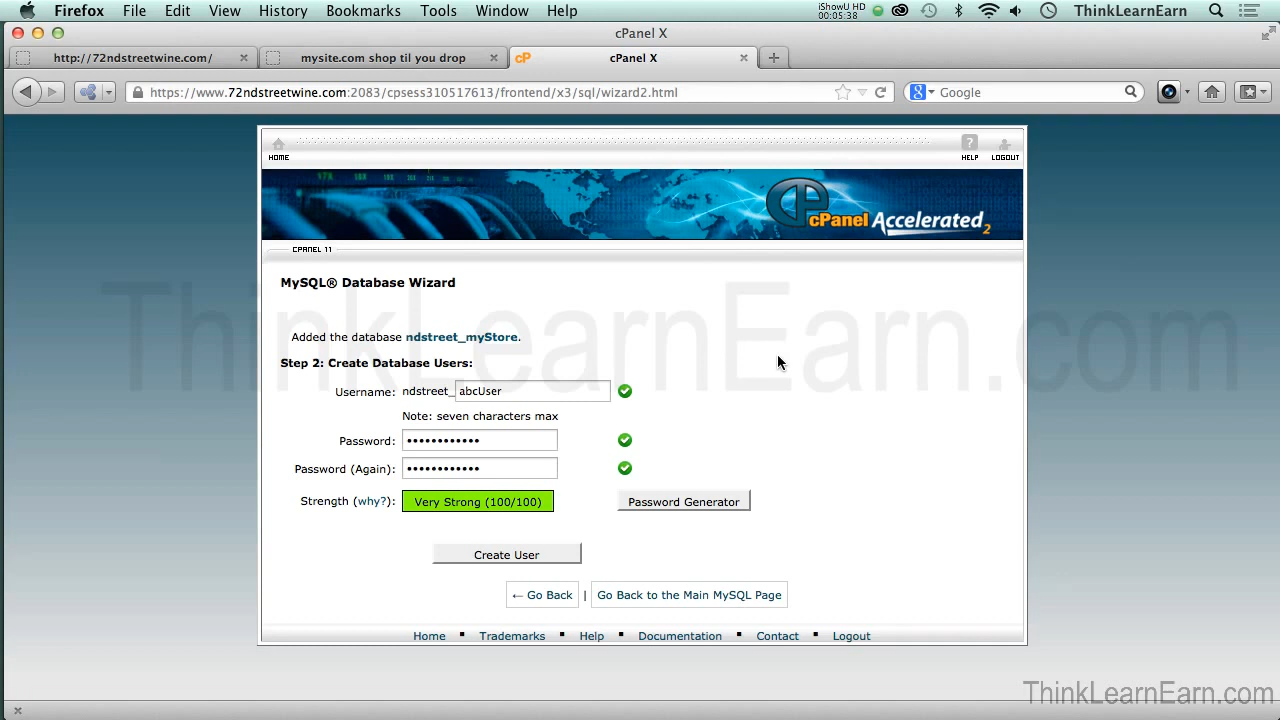 Firefox File Edit View History Bookmarks Tools Window Help iShowU HD 00:05:38 ThinkLearnEarn
cPanel X
http://72ndstreetwine.com/ mysite.com shop til you drop cP cPanel X
https://www.72ndstreetwine.com:2083/cpsess310517613/frontend/x3/sql/wizard2.html Google
HOME HELP LOGOUT
cPanel Accelerated2
CPANEL 11
MySQL® Database Wizard
Added the database ndstreet_myStore.
Step 2: Create Database Users:
Username: ndstreet_ abcUser
Note: seven characters max
Password: ••••••••••••
Password (Again): ••••••••••••
Strength (why?): Very Strong (100/100) Password Generator
Create User
← Go Back | Go Back to the Main MySQL Page
Home ▪ Trademarks ▪ Help ▪ Documentation ▪ Contact ▪ Logout
ThinkLearnEarn.com
ThinkLearnEarn.com